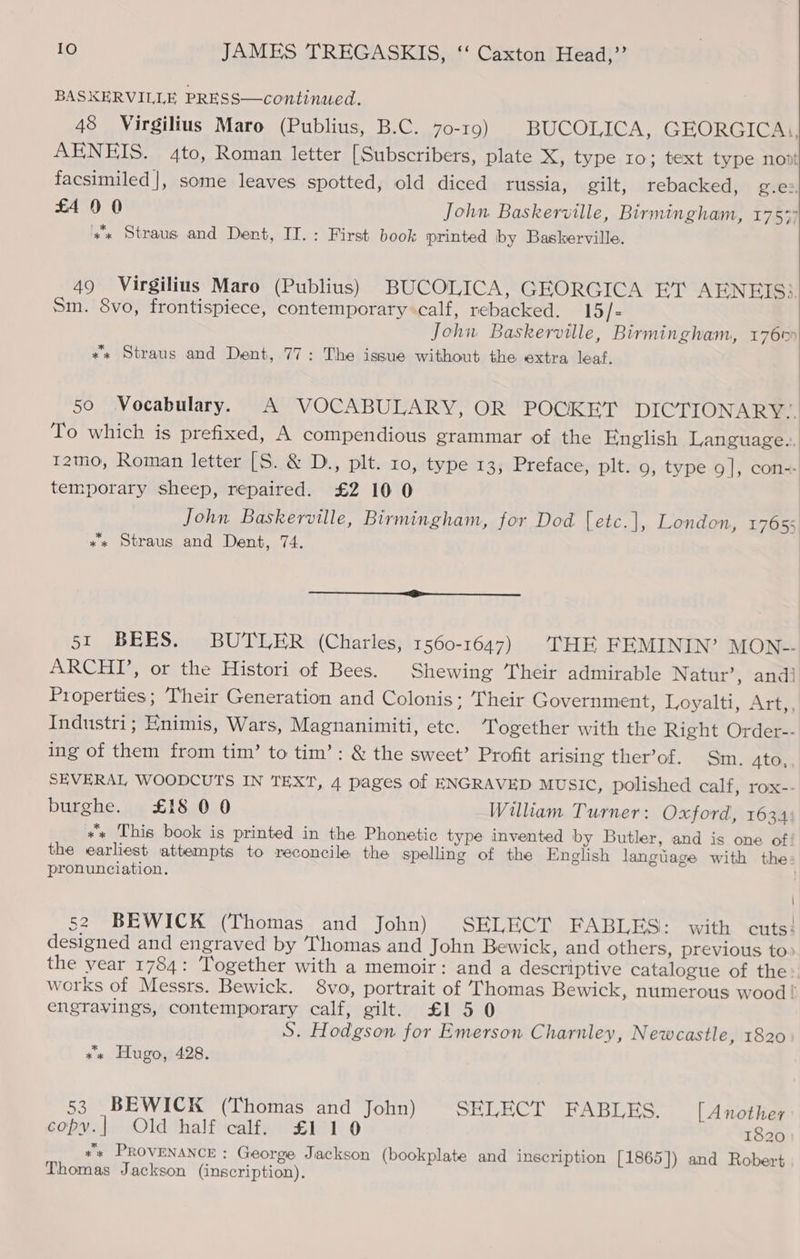 10 JAMES TREGASKIS, “ Caxton Head,”
BASKERVILLE PRESS—continued.
48 Virgilius Maro (Publius, B.C. 70-19) BUCOLICA, GEORGICA,
AENEIS. 4to, Roman letter [Subscribers, plate X, type 10; text type not
facsimiled], some leaves spotted, old diced russia, gilt, rebacked, g.e.
£4 0 0 John Baskerville, Birmingham, 1757
*** Straus and Dent, II. : First book printed by Baskerville.
49 Virgilius Maro (Publius) BUCOLICA, GEORGICA ET AENEIS.
Sm. 8vo, frontispiece, contemporary calf, rebacked. 15/-
John Baskerville, Birmingham, 176
*** Straus and Dent, 77 : The issue without the extra leaf.
50 Vocabulary. A VOCABULARY, OR POCKET DICTIONARY.
To which is prefixed, A compendious grammar of the English Language.
12mo, Roman letter [S. & D., plt. 10, type 13, Preface, plt. 9, type 9], con-
temporary sheep, repaired. £2 10 0
John Baskerville, Birmingham, for Dod [etc.], London, 1765
*** Straus and Dent, 74.
51 BEES. BUTLER (Charles, 1560-1647) THE FEMININ’ MON-
ARCHI’, or the Histori of Bees. Shewing Their admirable Natur’, and
Properties; Their Generation and Colonis; Their Government, Loyalti, Art,
Industri; Enimis, Wars, Magnanimiti, etc. Together with the Right Order-
ing of them from tim’ to tim’ : & the sweet’ Profit arising ther’of. Sm. 4to,
SEVERAL WOODCUTS IN TEXT, 4 pages of ENGRAVED MUSIC, polished calf, rox-
burghe. £18 0 0 William Turner: Oxford, 1634
*** This book is printed in the Phonetic type invented by Butler, and is one of
the earliest attempts to reconcile the spelling of the English language with the
pronunciation.
52 BEWICK (Thomas and John) SELECT FABLES: with cuts
designed and engraved by Thomas and John Bewick, and others, previous to
the year 1784: Together with a memoir: and a descriptive catalogue of the
works of Messrs. Bewick. 8vo, portrait of Thomas Bewick, numerous wood
engravings, contemporary calf, gilt. £1 5 0
S. Hodgson for Emerson Charnley, Newcastle, 1820
*** Hugo, 428.
53 BEWICK (Thomas and John) SELECT FABLES. [Another
copy.] Old half calf. £1 1 0 1820
*** PROVENANCE : George Jackson (bookplate and inscription [1865]) and Robert
Thomas Jackson (inscription).